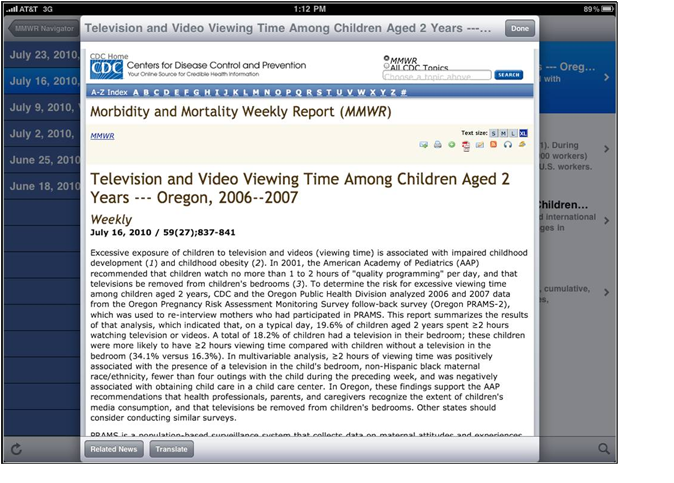 AT&T 3G
1:12 PM
89%
MMWR Navigator
Television and Video Viewing Time Among Children Aged 2 Years ---...
Done
July 23, 2010,
July 16, 2010,
July 9, 2010,
July 2, 2010,
June 25, 2010
June 18, 2010
CDC Home
CDC
Centers for Disease Control and Prevention
Your Online Source for Credible Health Information
MMWR
All CDC Topics
Choose a topic above
SEARCH
A-Z Index A B C D E F G H I J K L M N O P Q R S T U V W X Y Z #
Morbidity and Mortality Weekly Report (MMWR)
MMWR
Text size: S M L XL
Television and Video Viewing Time Among Children Aged 2
Years --- Oregon, 2006--2007
Weekly
July 16, 2010 / 59(27);837-841
Excessive exposure of children to television and videos (viewing time) is associated with impaired childhood
development (1) and childhood obesity (2). In 2001, the American Academy of Pediatrics (AAP)
recommended that children watch no more than 1 to 2 hours of "quality programming" per day, and that
televisions be removed from children's bedrooms (3). To determine the risk for excessive viewing time
among children aged 2 years, CDC and the Oregon Public Health Division analyzed 2006 and 2007 data
from the Oregon Pregnancy Risk Assessment Monitoring Survey follow-back survey (Oregon PRAMS-2),
which was used to re-interview mothers who had participated in PRAMS. This report summarizes the results
of that analysis, which indicated that, on a typical day, 19.6% of children aged 2 years spent ≥2 hours
watching television or videos. A total of 18.2% of children had a television in their bedroom; these children
were more likely to have ≥2 hours viewing time compared with children without a television in the
bedroom (34.1% versus 16.3%). In multivariable analysis, ≥2 hours of viewing time was positively
associated with the presence of a television in the child's bedroom, non-Hispanic black maternal
race/ethnicity, fewer than four outings with the child during the preceding week, and was negatively
associated with obtaining child care in a child care center. In Oregon, these findings support the AAP
recommendations that health professionals, parents, and caregivers recognize the extent of children's
media consumption, and that televisions be removed from children's bedrooms. Other states should
consider conducting similar surveys.
PRAMS is a population-based surveillance system that collects data on maternal attitudes and experiences
--- Oreg...
d with
1). During
00 workers)
U.S. workers.
Children...
d international
ges in
, cumulative,
es,
Related News
Translate